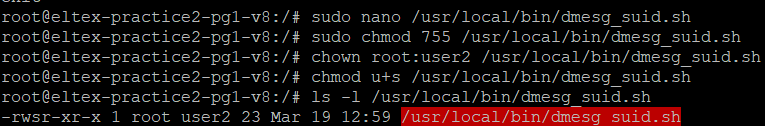 root@eltex-practice2-pg1-v8:/# sudo nano /usr/local/bin/dmesg_suid.sh
root@eltex-practice2-pg1-v8:/# sudo chmod 755 /usr/local/bin/dmesg_suid.sh
root@eltex-practice2-pg1-v8:/# chown root:user2 /usr/local/bin/dmesg_suid.sh
root@eltex-practice2-pg1-v8:/# chmod u+s /usr/local/bin/dmesg_suid.sh
root@eltex-practice2-pg1-v8:/# ls -l /usr/local/bin/dmesg_suid.sh
-rwsr-xr-x 1 root user2 23 Mar 19 12:59 /usr/local/bin/dmesg_suid.sh